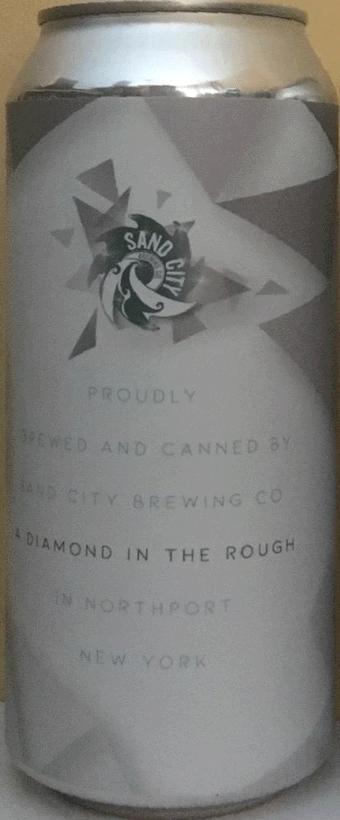 SAND CITY
PROUDLY
BREWED AND CANNED BY
SAND CITY BREWING CO
A DIAMOND IN THE ROUGH
IN NORTHPORT
NEW YORK